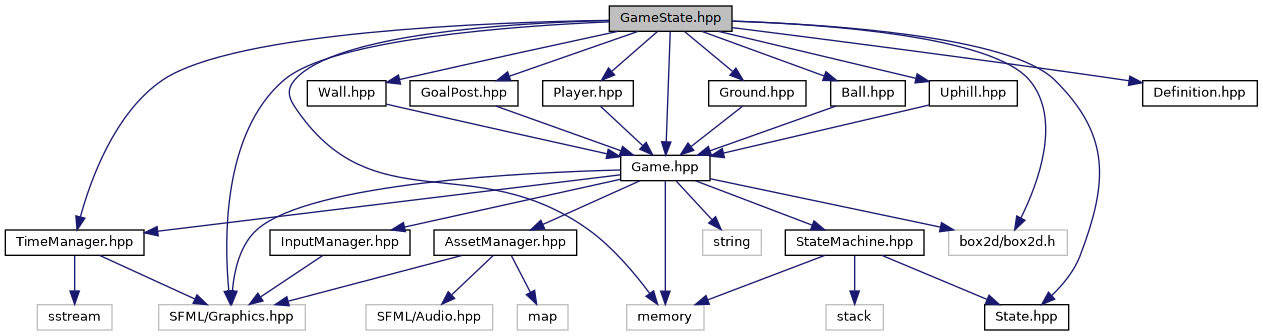 GameState.hpp
Wall.hpp
GoalPost.hpp
Player.hpp
Ground.hpp
Ball.hpp
Uphill.hpp
Definition.hpp
Game.hpp
TimeManager.hpp
InputManager.hpp
AssetManager.hpp
string
StateMachine.hpp
box2d/box2d.h
sstream
SFML/Graphics.hpp
SFML/Audio.hpp
map
memory
stack
State.hpp